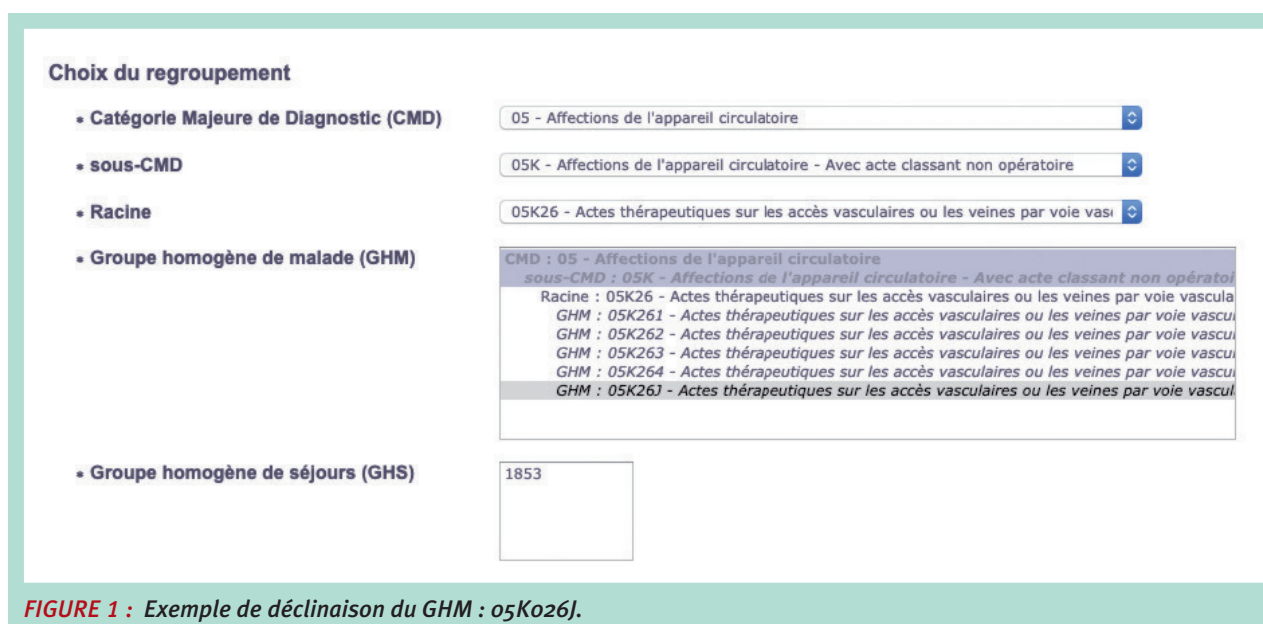 Choix du regroupement
* Catégorie Majeure de Diagnostic (CMD) 05 - Affections de l'appareil circulatoire
* sous-CMD 05K - Affections de l'appareil circulatoire - Avec acte classant non opératoire
* Racine 05K26 - Actes thérapeutiques sur les accès vasculaires ou les veines par voie vas
* Groupe homogène de malade (GHM)
CMD : 05 - Affections de l'appareil circulatoire
sous-CMD : 05K - Affections de l'appareil circulatoire - Avec acte classant non opératoi
Racine : 05K26 - Actes thérapeutiques sur les accès vasculaires ou les veines par voie vascula
GHM : 05K261 - Actes thérapeutiques sur les accès vasculaires ou les veines par voie vascul
GHM : 05K262 - Actes thérapeutiques sur les accès vasculaires ou les veines par voie vascul
GHM : 05K263 - Actes thérapeutiques sur les accès vasculaires ou les veines par voie vascul
GHM : 05K264 - Actes thérapeutiques sur les accès vasculaires ou les veines par voie vascul
GHM : 05K26J - Actes thérapeutiques sur les accès vasculaires ou les veines par voie vascul
* Groupe homogène de séjours (GHS) 1853
FIGURE 1 : Exemple de déclinaison du GHM : 05K026J.